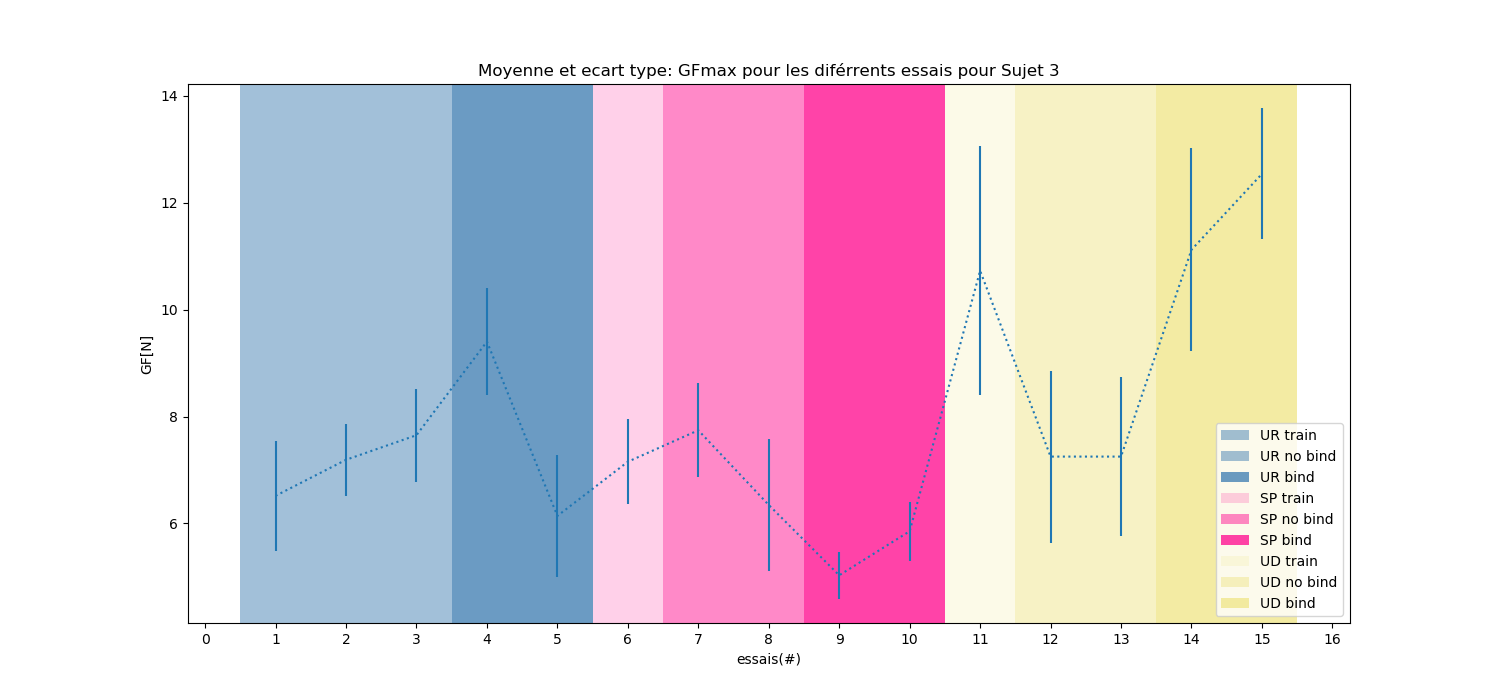 Moyenne et ecart type: GFmax pour les diférrents essais pour Sujet 3
14
12
10
8
6
GF[N]
0 1 2 3 4 5 6 7 8 9 10 11 12 13 14 15 16
essais(#)
UR train
UR no bind
UR bind
SP train
SP no bind
SP bind
UD train
UD no bind
UD bind